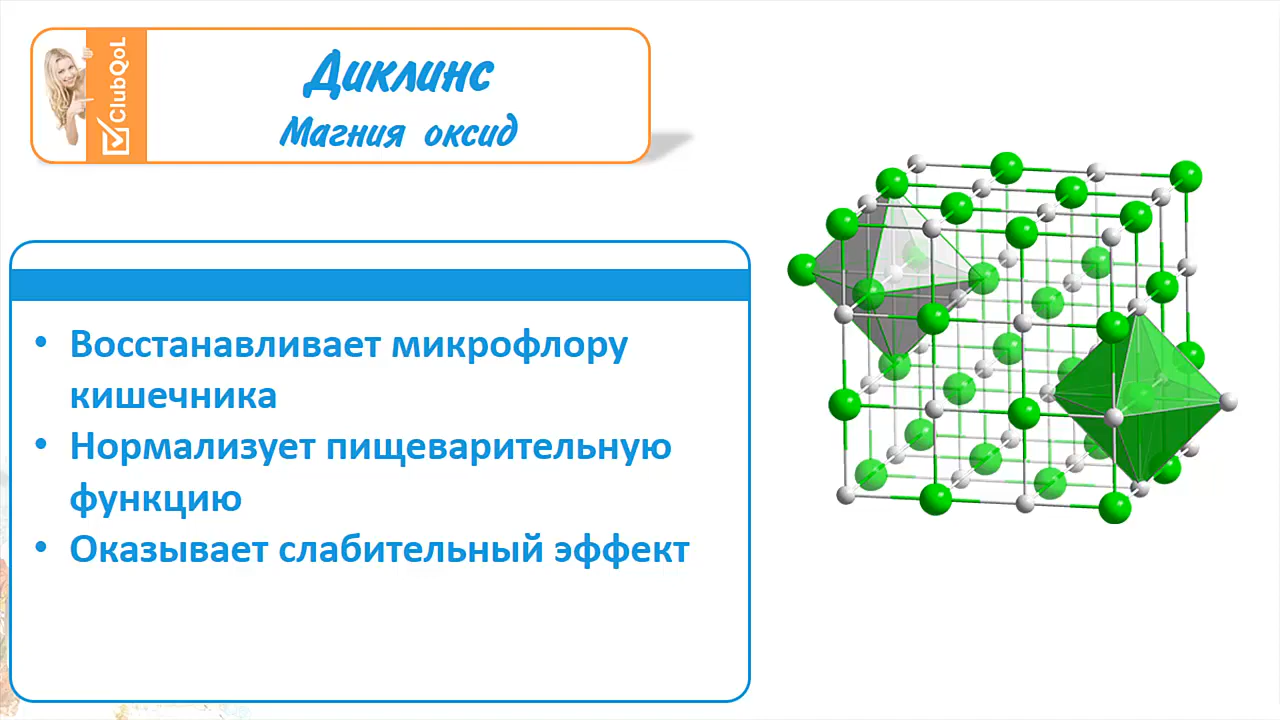 ClubQoL
Диклинс
Магния оксид
• Восстанавливает микрофлору
кишечника
• Нормализует пищеварительную
функцию
• Оказывает слабительный эффект